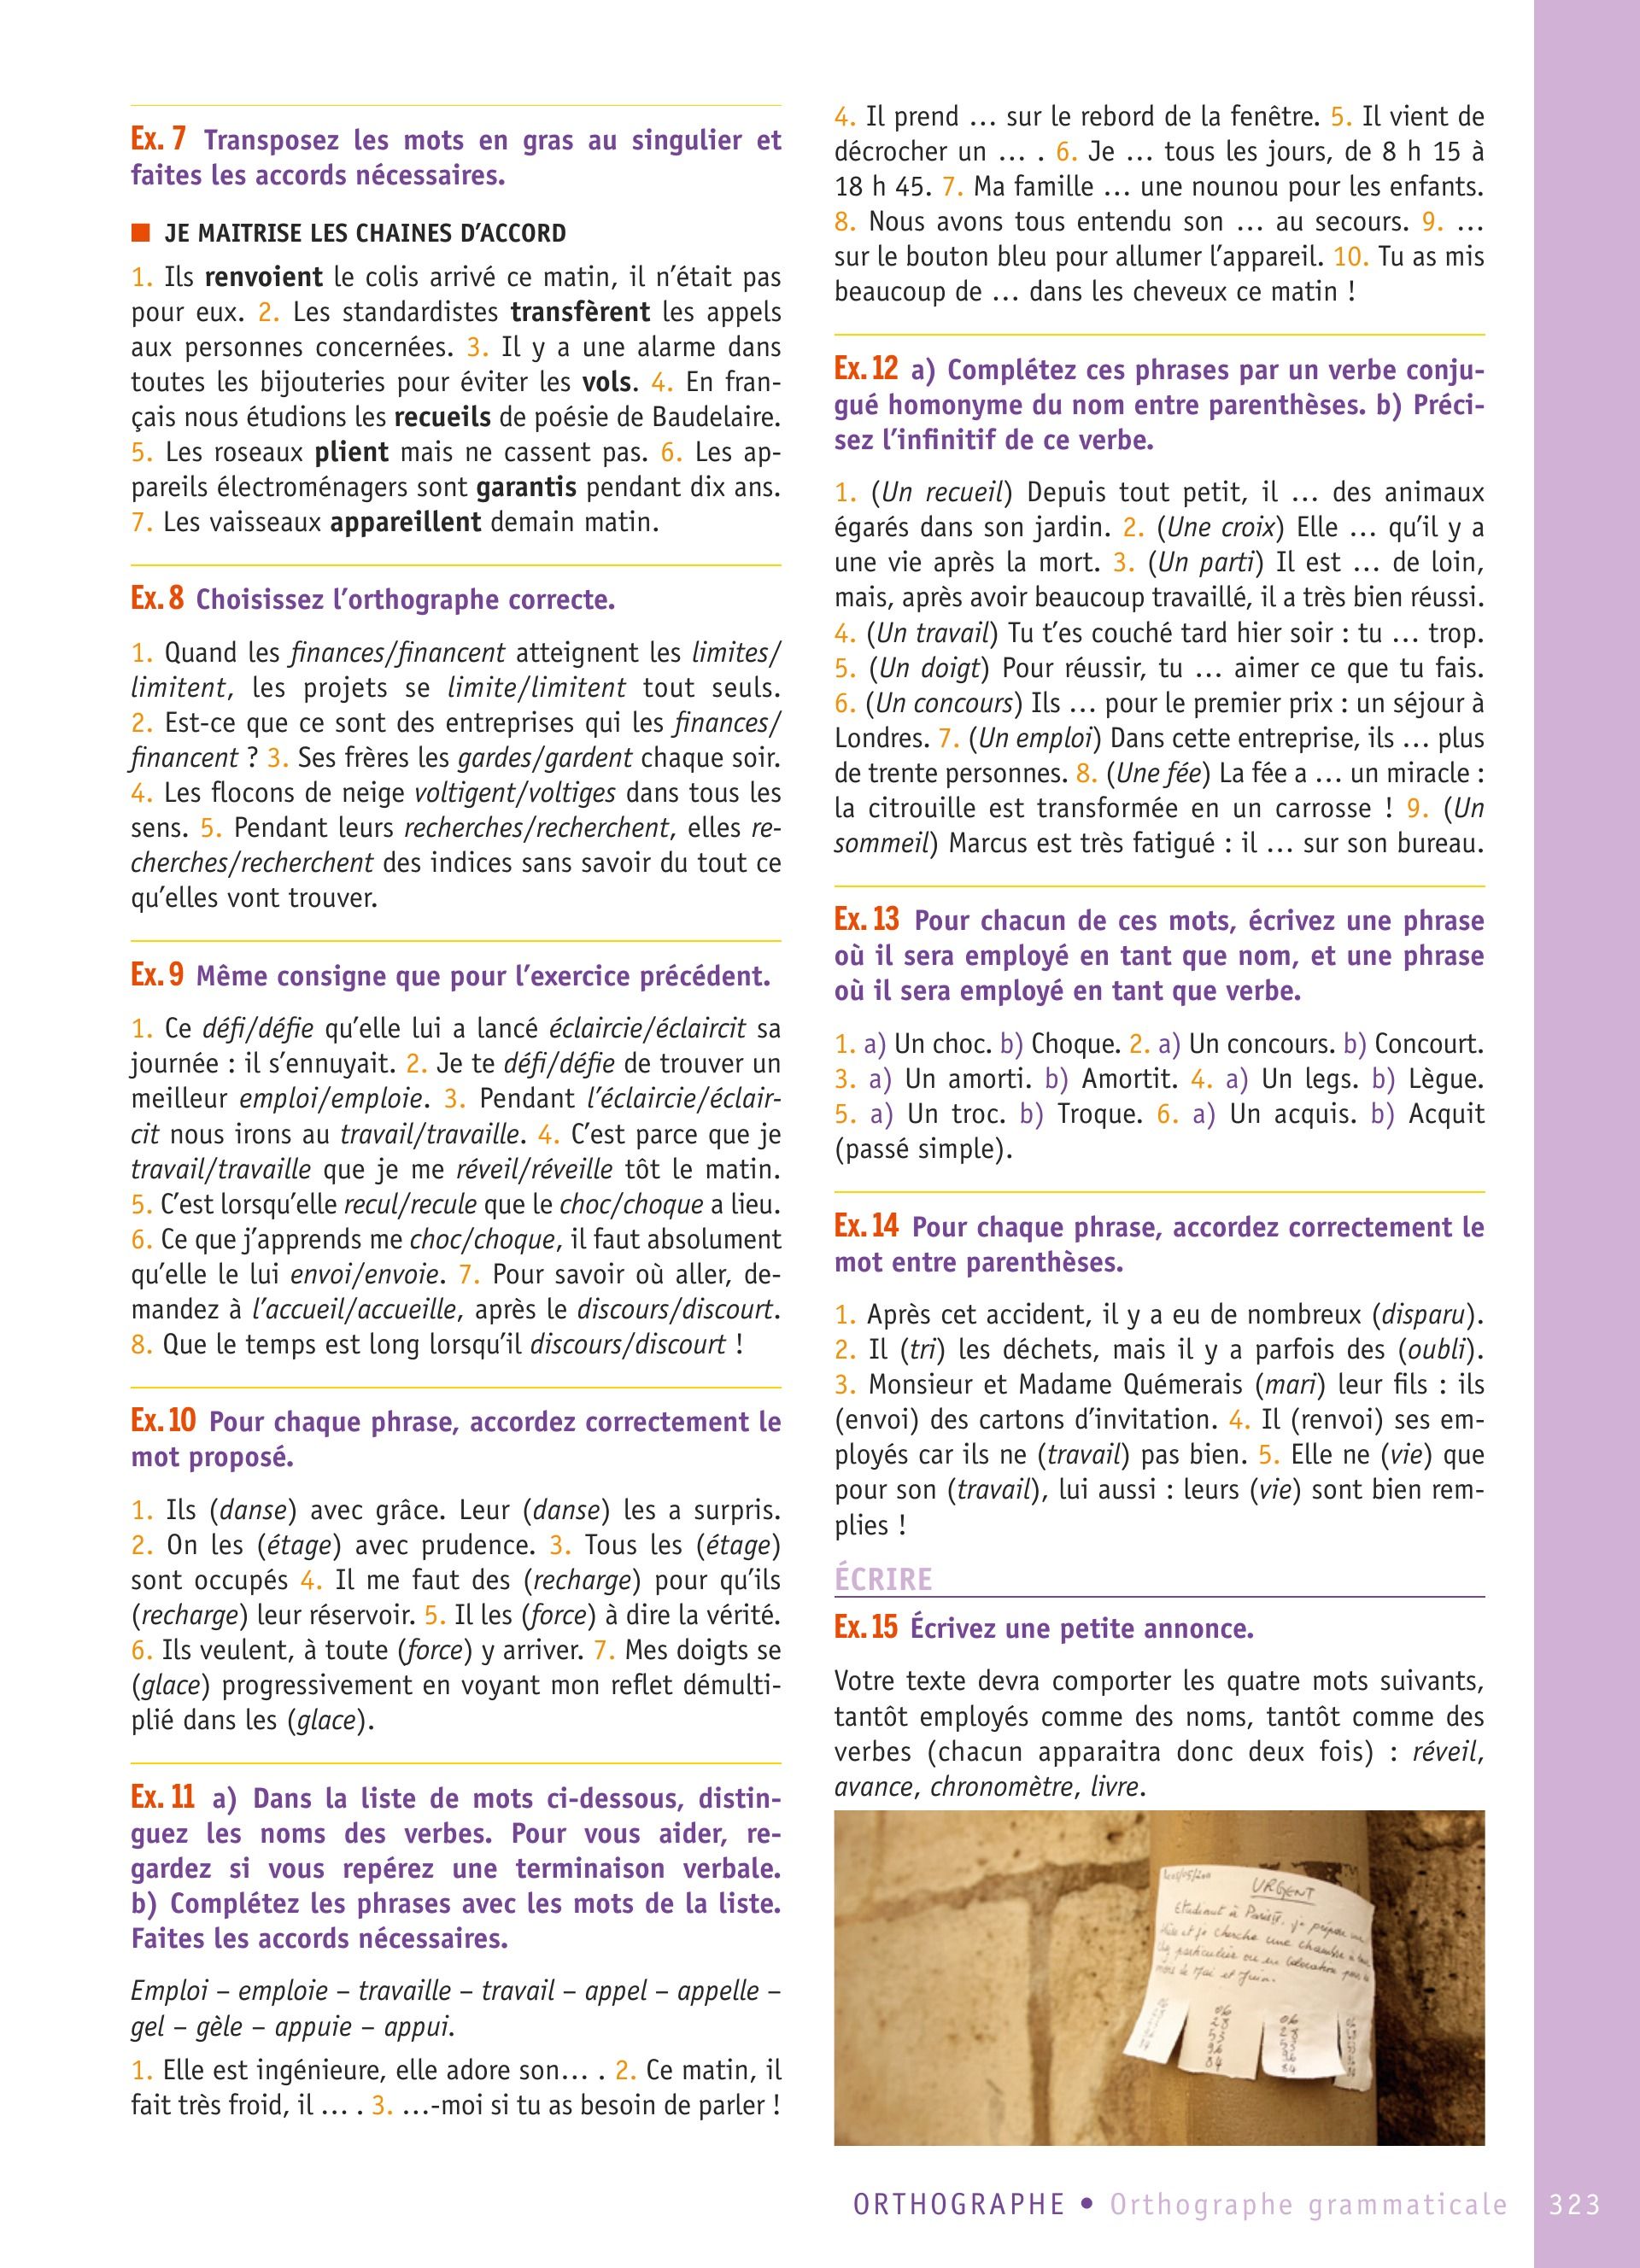 Ex. 7 Transposez les mots en gras au singulier et
faites les accords nécessaires.
■ JE MAITRISE LES CHAINES D’ACCORD
1. Ils renvoient le colis arrivé ce matin, il n’était pas
pour eux. 2. Les standardistes transfèrent les appels
aux personnes concernées. 3. Il y a une alarme dans
toutes les bijouteries pour éviter les vols. 4. En fran-
çais nous étudions les recueils de poésie de Baudelaire.
5. Les roseaux plient mais ne cassent pas. 6. Les ap-
pareils électroménagers sont garantis pendant dix ans.
7. Les vaisseaux appareillent demain matin.
Ex. 8 Choisissez l’orthographe correcte.
1. Quand les finances/financent atteignent les limites/
limitent, les projets se limite/limitent tout seuls.
2. Est-ce que ce sont des entreprises qui les finances/
financent ? 3. Ses frères les gardes/gardent chaque soir.
4. Les flocons de neige voltigent/voltiges dans tous les
sens. 5. Pendant leurs recherches/recherchent, elles re-
cherches/recherchent des indices sans savoir du tout ce
qu’elles vont trouver.
Ex. 9 Même consigne que pour l’exercice précédent.
1. Ce défi/défie qu’elle lui a lancé éclaircie/éclaircit sa
journée : il s’ennuyait. 2. Je te défi/défie de trouver un
meilleur emploi/emploie. 3. Pendant l’éclaircie/éclair-
cit nous irons au travail/travaille. 4. C’est parce que je
travail/travaille que je me réveil/réveille tôt le matin.
5. C’est lorsqu’elle recul/recule que le choc/choque a lieu.
6. Ce que j’apprends me choc/choque, il faut absolument
qu’elle le lui envoi/envoie. 7. Pour savoir où aller, de-
mandez à l’accueil/accueille, après le discours/discourt.
8. Que le temps est long lorsqu’il discours/discourt !
Ex. 10 Pour chaque phrase, accordez correctement le
mot proposé.
1. Ils (danse) avec grâce. Leur (danse) les a surpris.
2. On les (étage) avec prudence. 3. Tous les (étage)
sont occupés 4. Il me faut des (recharge) pour qu’ils
(recharge) leur réservoir. 5. Il les (force) à dire la vérité.
6. Ils veulent, à toute (force) y arriver. 7. Mes doigts se
(glace) progressivement en voyant mon reflet démulti-
plié dans les (glace).
Ex. 11 a) Dans la liste de mots ci-dessous, distin-
guez les noms des verbes. Pour vous aider, re-
gardez si vous repérez une terminaison verbale.
b) Complétez les phrases avec les mots de la liste.
Faites les accords nécessaires.
Emploi – emploie – travaille – travail – appel – appelle –
gel – gèle – appuie – appui.
1. Elle est ingénieure, elle adore son… . 2. Ce matin, il
fait très froid, il … . 3. …-moi si tu as besoin de parler !
4. Il prend … sur le rebord de la fenêtre. 5. Il vient de
décrocher un … . 6. Je … tous les jours, de 8 h 15 à
18 h 45. 7. Ma famille … une nounou pour les enfants.
8. Nous avons tous entendu son … au secours. 9. …
sur le bouton bleu pour allumer l’appareil. 10. Tu as mis
beaucoup de … dans les cheveux ce matin !
Ex. 12 a) Complétez ces phrases par un verbe conju-
gué homonyme du nom entre parenthèses. b) Préci-
sez l’infinitif de ce verbe.
1. (Un recueil) Depuis tout petit, il … des animaux
égarés dans son jardin. 2. (Une croix) Elle … qu’il y a
une vie après la mort. 3. (Un parti) Il est … de loin,
mais, après avoir beaucoup travaillé, il a très bien réussi.
4. (Un travail) Tu t’es couché tard hier soir : tu … trop.
5. (Un doigt) Pour réussir, tu … aimer ce que tu fais.
6. (Un concours) Ils … pour le premier prix : un séjour à
Londres. 7. (Un emploi) Dans cette entreprise, ils … plus
de trente personnes. 8. (Une fée) La fée a … un miracle :
la citrouille est transformée en un carrosse ! 9. (Un
sommeil) Marcus est très fatigué : il … sur son bureau.
Ex. 13 Pour chacun de ces mots, écrivez une phrase
où il sera employé en tant que nom, et une phrase
où il sera employé en tant que verbe.
1. a) Un choc. b) Choque. 2. a) Un concours. b) Concourt.
3. a) Un amorti. b) Amortit. 4. a) Un legs. b) Lègue.
5. a) Un troc. b) Troque. 6. a) Un acquis. b) Acquit
(passé simple).
Ex. 14 Pour chaque phrase, accordez correctement le
mot entre parenthèses.
1. Après cet accident, il y a eu de nombreux (disparu).
2. Il (tri) les déchets, mais il y a parfois des (oubli).
3. Monsieur et Madame Quémerais (mari) leur fils : ils
(envoi) des cartons d’invitation. 4. Il (renvoi) ses em-
ployés car ils ne (travail) pas bien. 5. Elle ne (vie) que
pour son (travail), lui aussi : leurs (vie) sont bien rem-
plies !
ÉCRIRE
Ex. 15 Écrivez une petite annonce.
Votre texte devra comporter les quatre mots suivants,
tantôt employés comme des noms, tantôt comme des
verbes (chacun apparaitra donc deux fois) : réveil,
avance, chronomètre, livre.
URGENT
Etudiant à je prépare
et je cherche une chambre à
particulier ou en colocation pour
mois de Mai et Juin.
06
28
53
96
84
ORTHOGRAPHE • Orthographe grammaticale 323